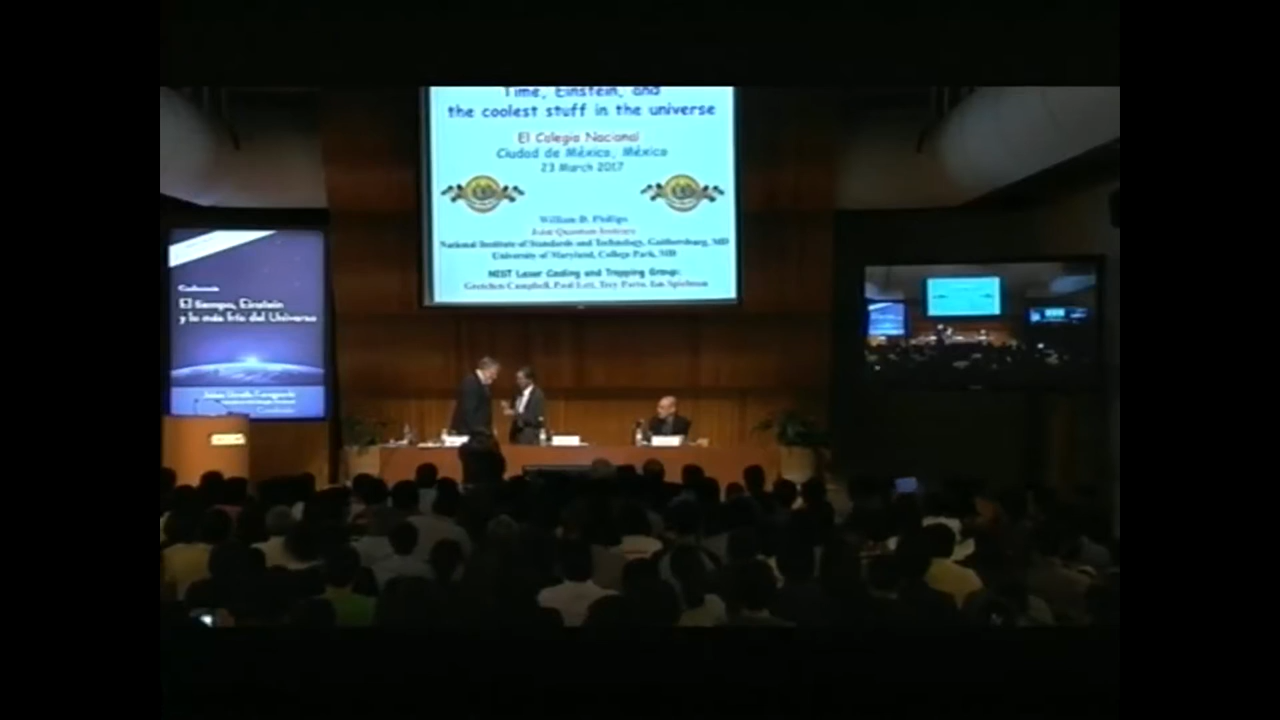 Time, Einstein, and
the coolest stuff in the universe
El Colegio Nacional
Ciudad de México, México
23 March 2017
William D. Phillips
Joint Quantum Institute
National Institute of Standards and Technology, Gaithersburg, MD
University of Maryland, College Park, MD
NIST Laser Cooling and Trapping Group:
Gretchen Campbell, Paul Lett, Trey Porto, Ian Spielman
Conferencia
El tiempo, Einstein
y lo más frío del Universo